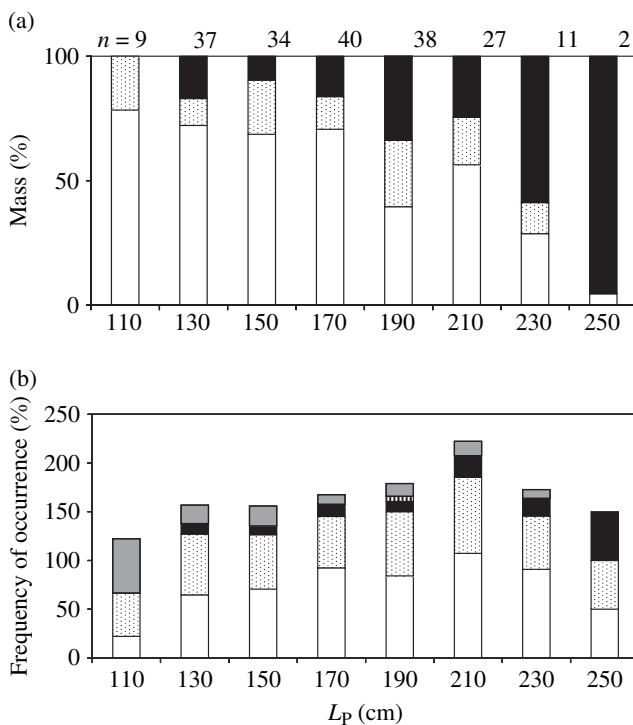 (a)
n = 9 37 34 40 38 27 11 2
100
50
0
Mass (%)
110 130 150 170 190 210 230 250
(b)
250
200
150
100
50
0
Frequency of occurrence (%)
110 130 150 170 190 210 230 250
LP (cm)